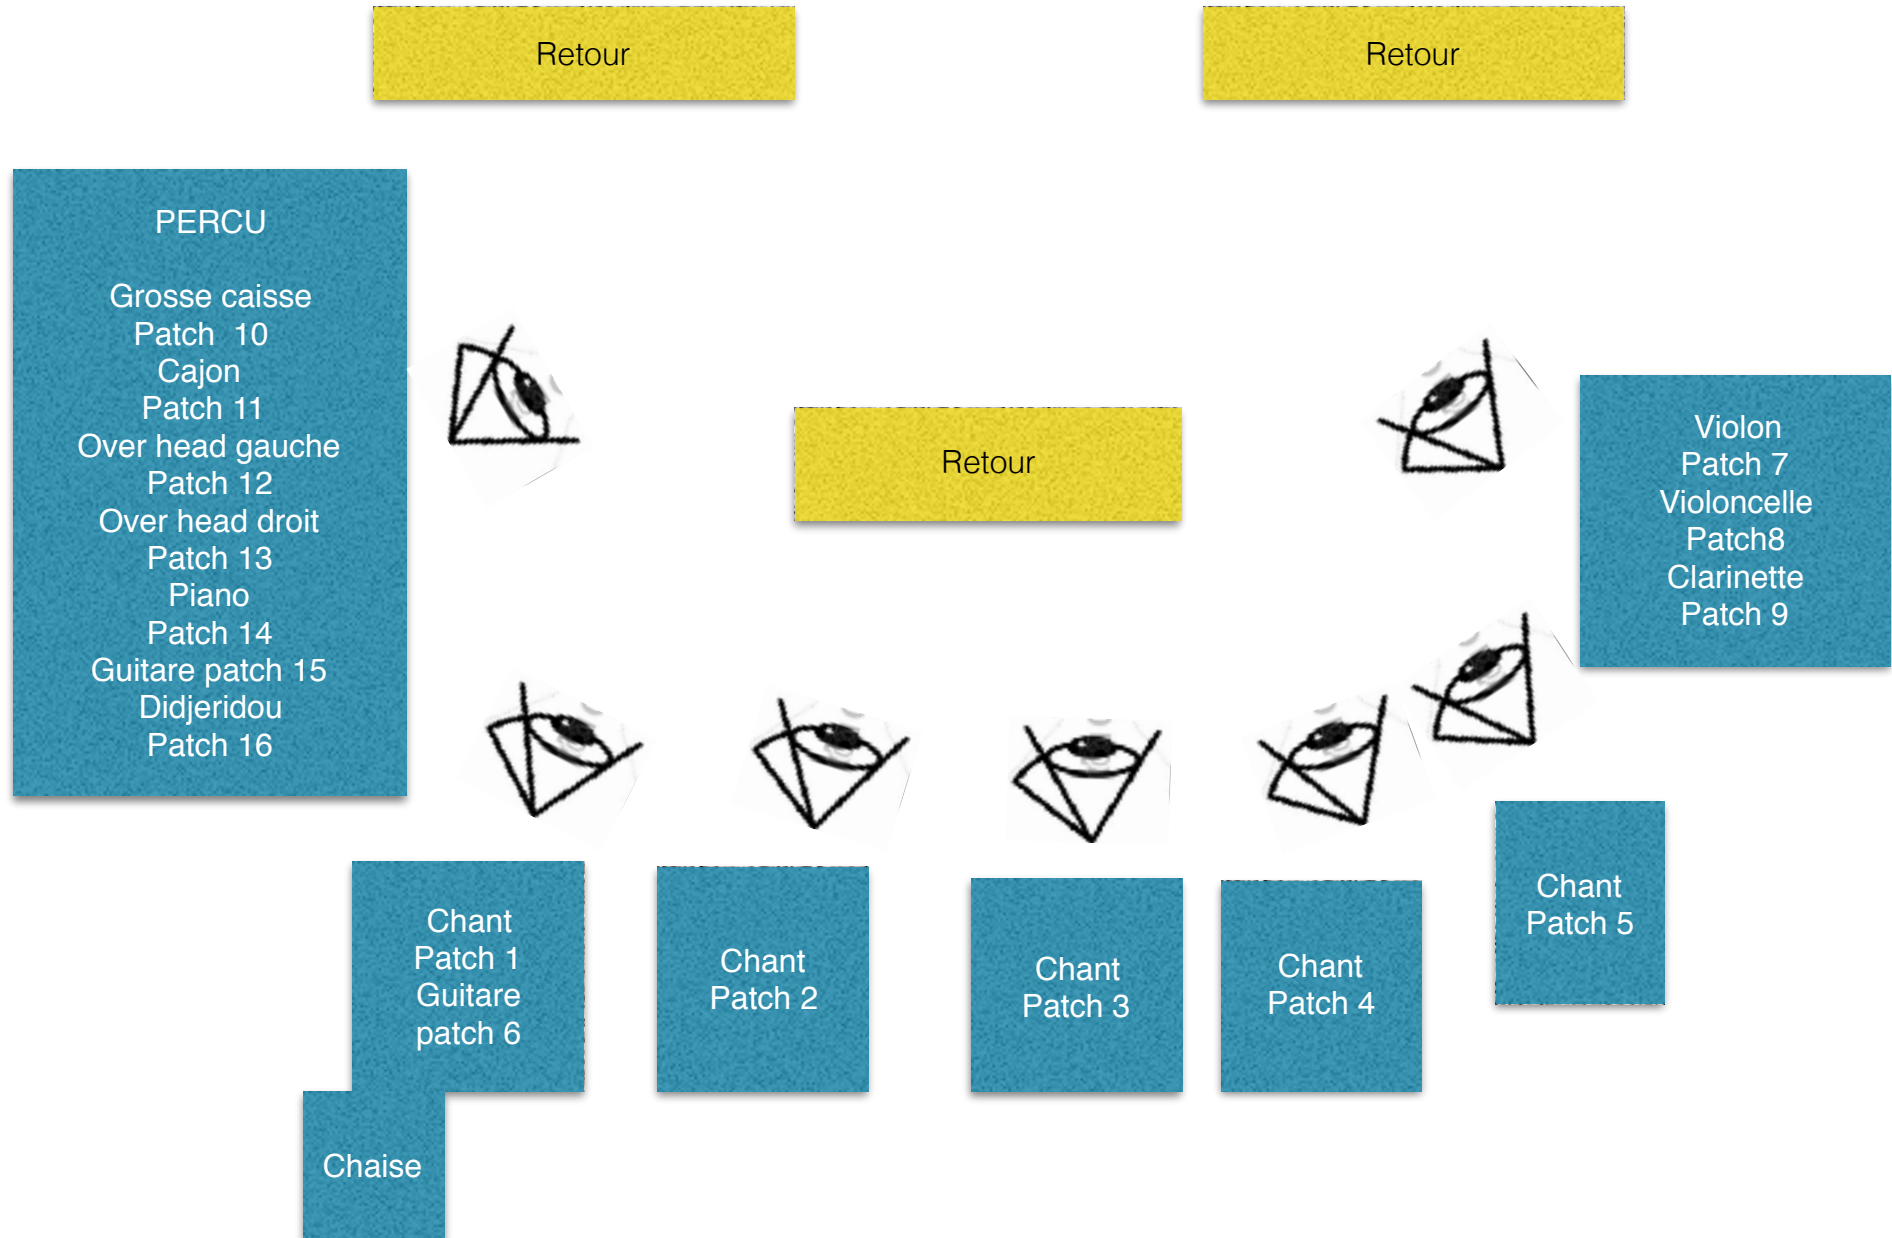 Retour
Retour
PERCU
Grosse caisse
Patch  10
Cajon
Patch 11
Over head gauche
Patch 12
Over head droit
Patch 13
Piano
Patch 14
Guitare patch 15
Didjeridou
Patch 16
Retour
Violon
Patch 7
Violoncelle
Patch8
Clarinette
Patch 9
Chant
Patch 1
Guitare
patch 6
Chant
Patch 2
Chant
Patch 3
Chant
Patch 4
Chant
Patch 5
Chaise